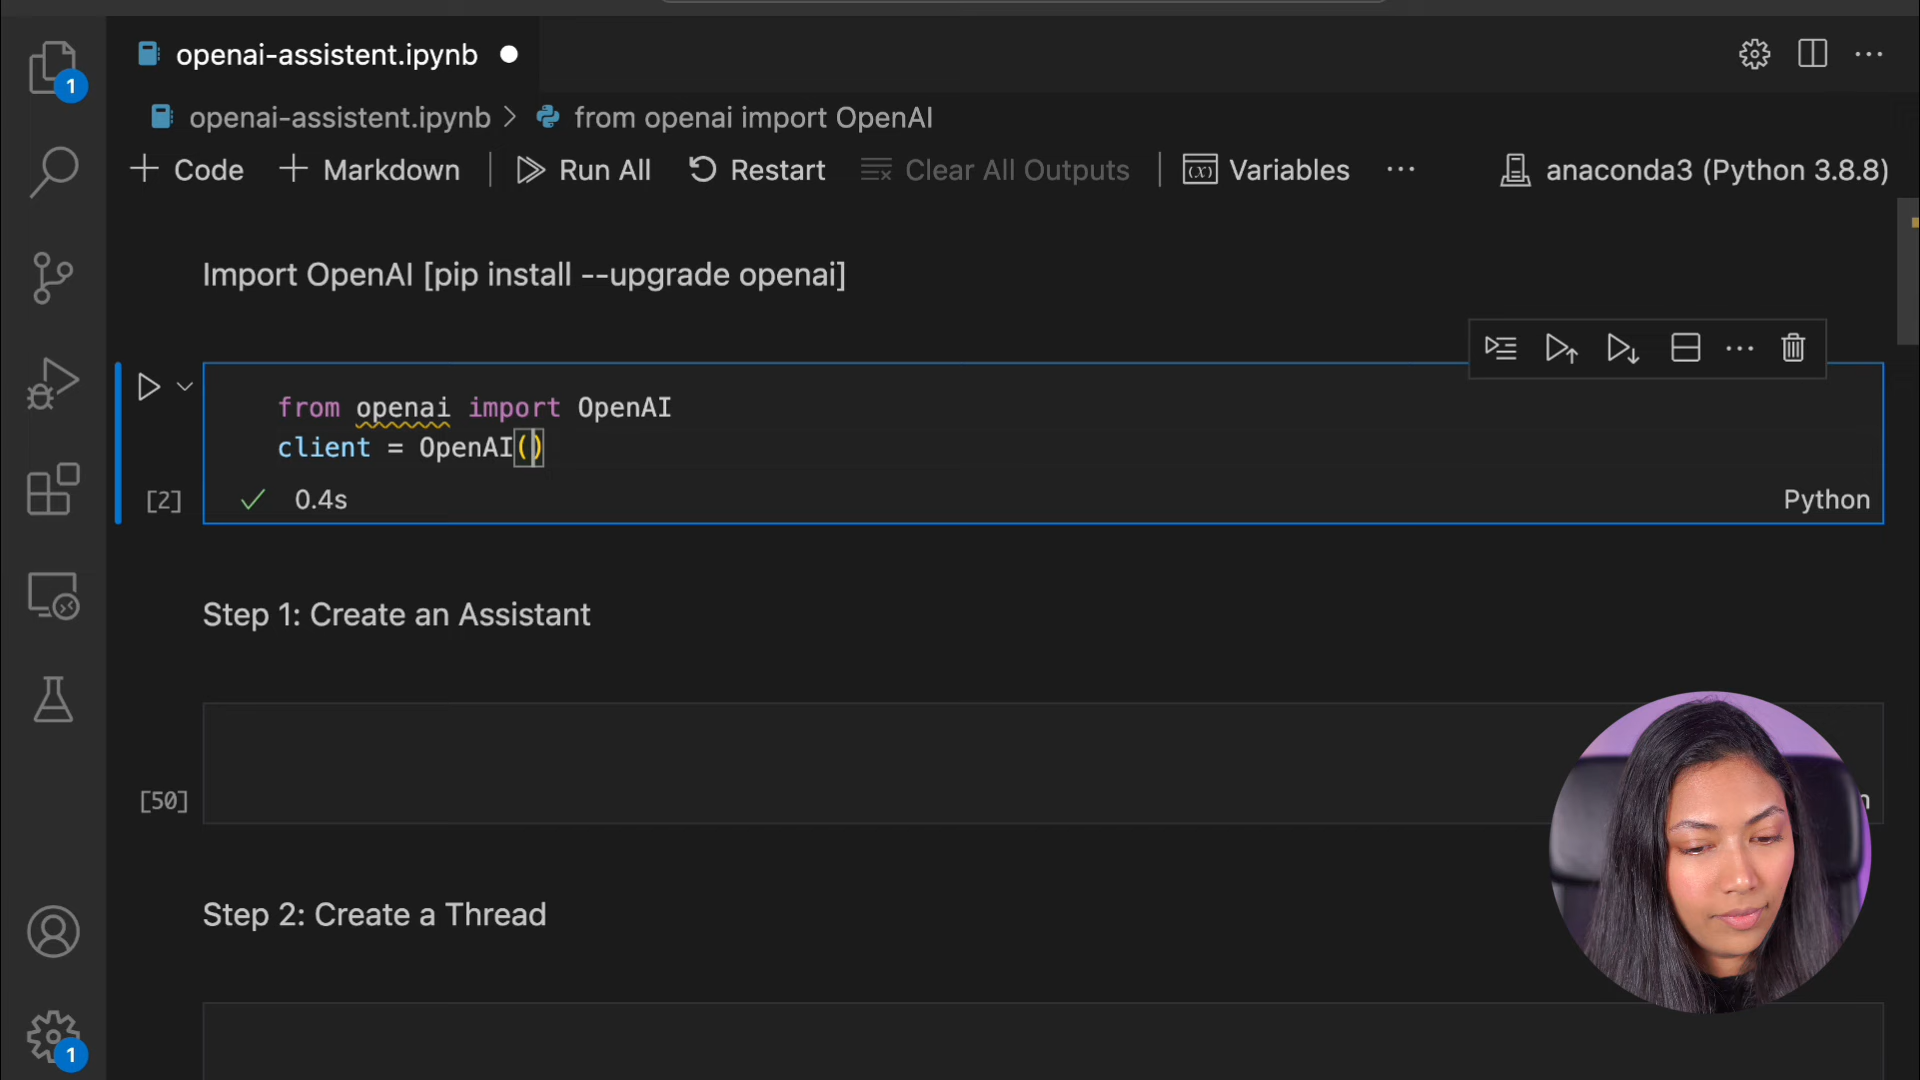 openai-assistent.ipynb
1
openai-assistent.ipynb > from openai import OpenAI
+ Code + Markdown | Run All Restart Clear All Outputs | Variables ... anaconda3 (Python 3.8.8)
Import OpenAI [pip install --upgrade openai]
from openai import OpenAI
client = OpenAI()
[2] 0.4s Python
Step 1: Create an Assistant
[50]
Step 2: Create a Thread
1